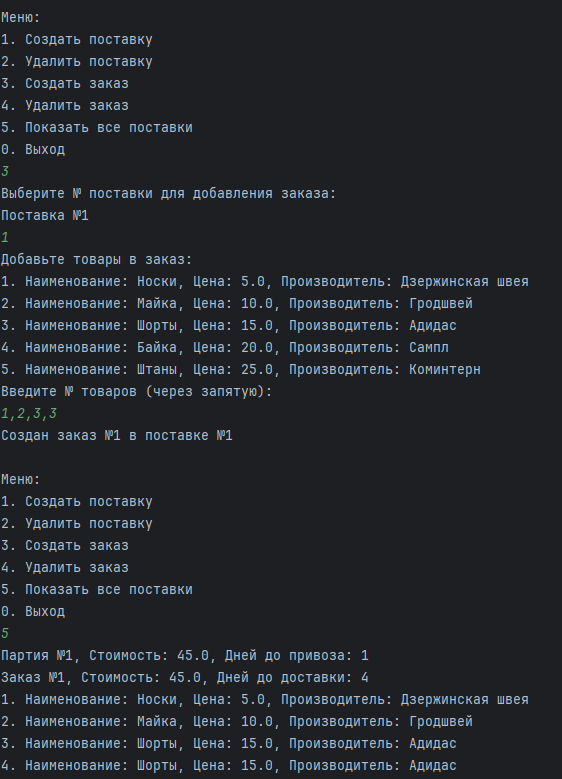 Меню:
1. Создать поставку
2. Удалить поставку
3. Создать заказ
4. Удалить заказ
5. Показать все поставки
0. Выход
3
Выберите № поставки для добавления заказа:
Поставка №1
1
Добавьте товары в заказ:
1. Наименование: Носки, Цена: 5.0, Производитель: Дзержинская швея
2. Наименование: Майка, Цена: 10.0, Производитель: Гродшвей
3. Наименование: Шорты, Цена: 15.0, Производитель: Адидас
4. Наименование: Байка, Цена: 20.0, Производитель: Сампл
5. Наименование: Штаны, Цена: 25.0, Производитель: Коминтерн
Введите № товаров (через запятую):
1,2,3,3
Создан заказ №1 в поставке №1
Меню:
1. Создать поставку
2. Удалить поставку
3. Создать заказ
4. Удалить заказ
5. Показать все поставки
0. Выход
5
Партия №1, Стоимость: 45.0, Дней до привоза: 1
Заказ №1, Стоимость: 45.0, Дней до доставки: 4
1. Наименование: Носки, Цена: 5.0, Производитель: Дзержинская швея
2. Наименование: Майка, Цена: 10.0, Производитель: Гродшвей
3. Наименование: Шорты, Цена: 15.0, Производитель: Адидас
4. Наименование: Шорты, Цена: 15.0, Производитель: Адидас